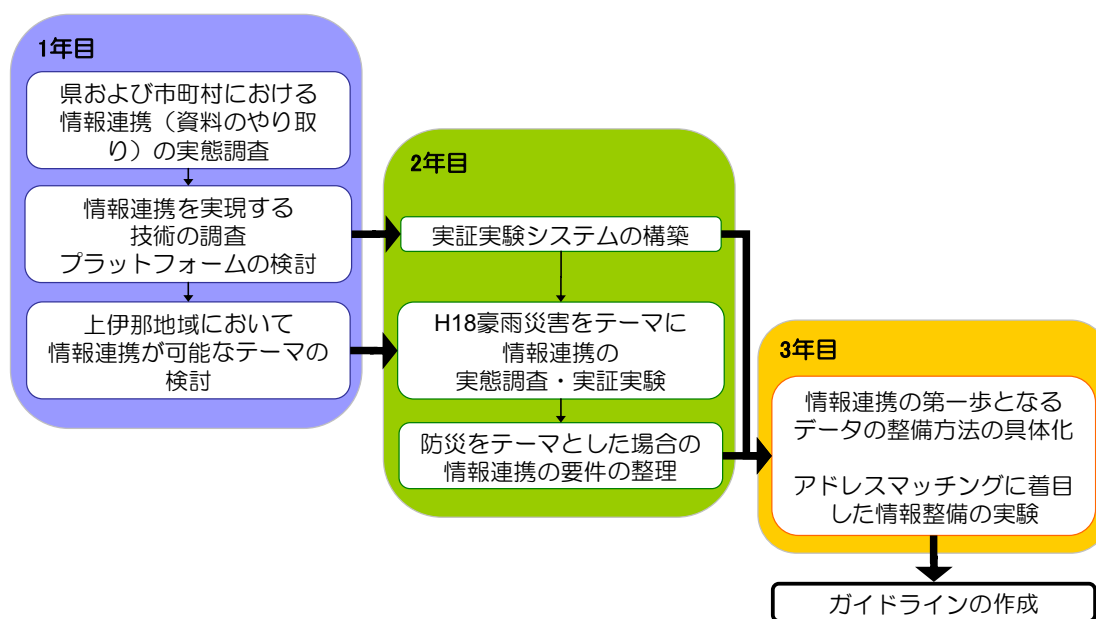 1年目
県および市町村における
情報連携（資料のやり取
り）の実態調査
情報連携を実現する
技術の調査
プラットフォームの検討
上伊那地域において
情報連携が可能なテーマの
検討
2年目
実証実験システムの構築
H18豪雨災害をテーマに
情報連携の
実態調査・実証実験
防災をテーマとした場合の
情報連携の要件の整理
3年目
情報連携の第一歩となる
データの整備方法の具体化
アドレスマッチングに着目
した情報整備の実験
ガイドラインの作成